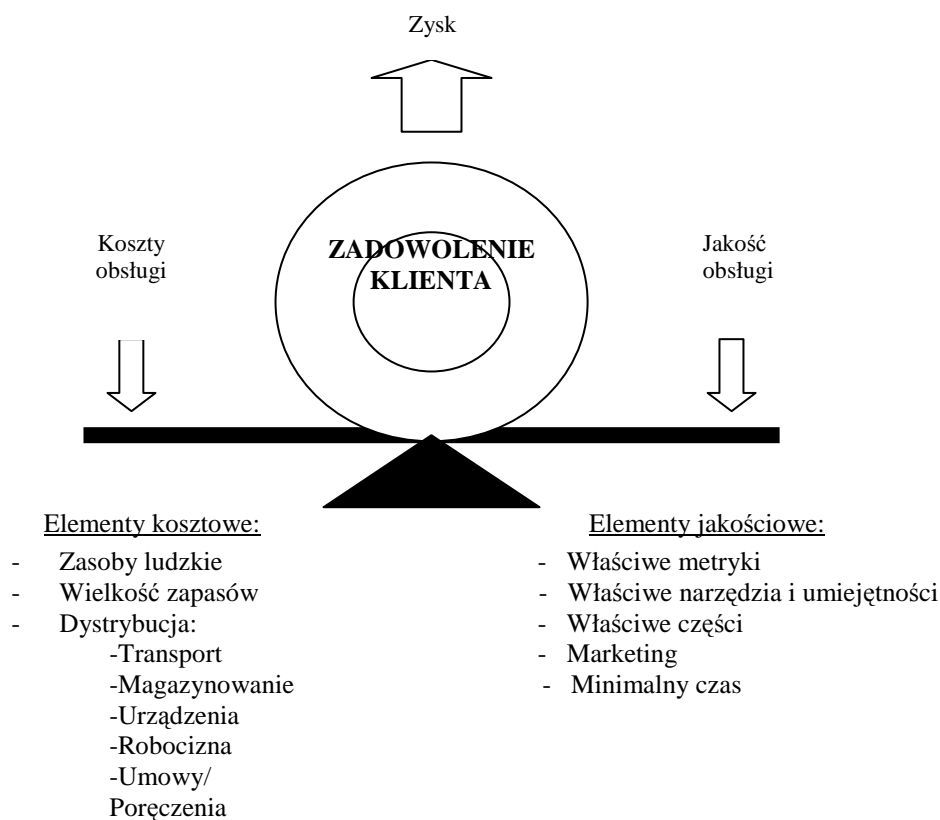 Zysk
Koszty
obsługi
ZADOWOLENIE
KLIENTA
Jakość
obsługi
Elementy kosztowe:
- Zasoby ludzkie
- Wielkość zapasów
- Dystrybucja:
-Transport
-Magazynowanie
-Urządzenia
-Robocizna
-Umowy/
Poręczenia
Elementy jakościowe:
- Właściwe metryki
- Właściwe narzędzia i umiejętności
- Właściwe części
- Marketing
- Minimalny czas